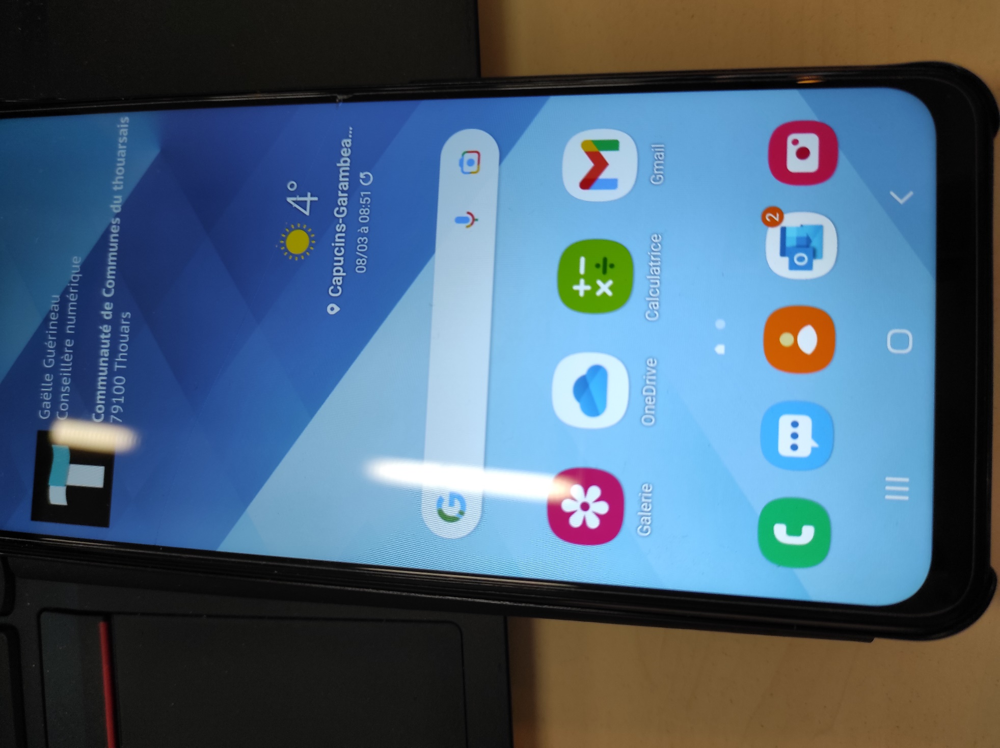 Gaëlle Guérineau
Conseillère numérique
Communauté de Communes du thouarsais
79100 Thouars
4°
Capucins-Garambea...
08/03 à 08:51
Galerie
OneDrive
Calculatrice
Gmail
2